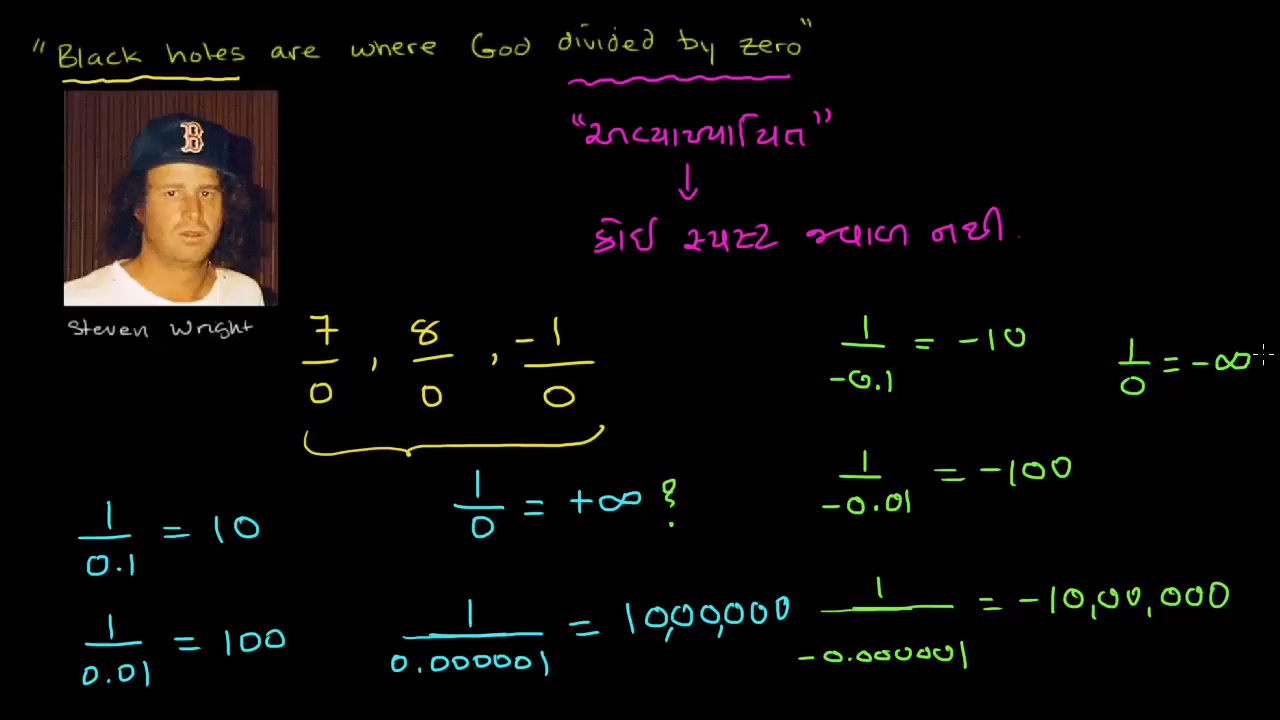 "Black holes are where God divided by zero"
"અવ્યાખ્યાયિત"
↓
કોઇ સ્પષ્ટ જવાબ નથી.
B
Steven Wright
7/0 , 8/0 , -1/0
1/-0.1 = -10
1/0 = -∞
1/-0.01 = -100
1/0 = +∞ ?
1/0.1 = 10
1/0.01 = 100
1/0.000001 = 10,00,000
1/-0.000001 = -10,00,000